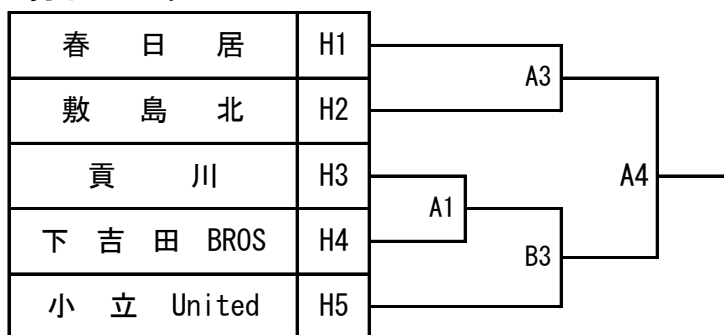 春日居 H1
敷島北 H2
貢川 H3
下吉田 BROS H4
小立 United H5
A3
A1
A4
B3